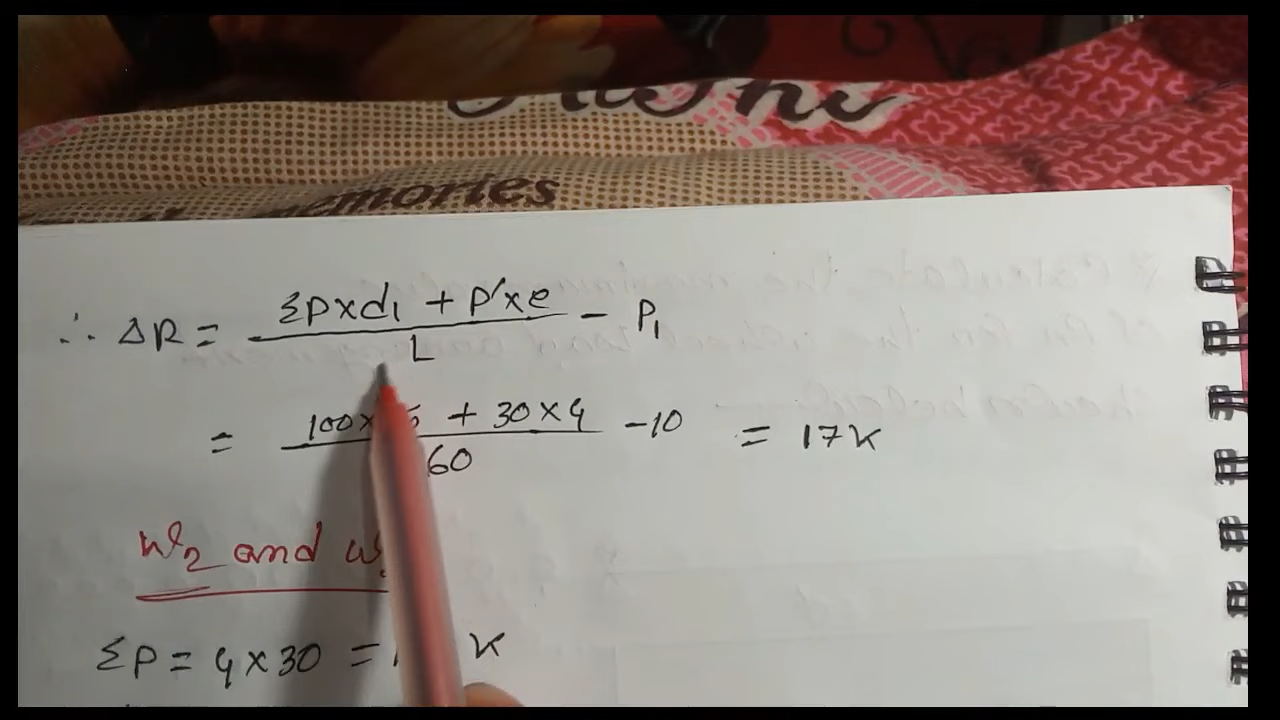 memories
∴ ΔR = (ΣP×d₁ + P′×e) / L − P₁
= 100× + 30×4 / 60 −10 = 17K
W₂ and W
ΣP = 4×30 = K